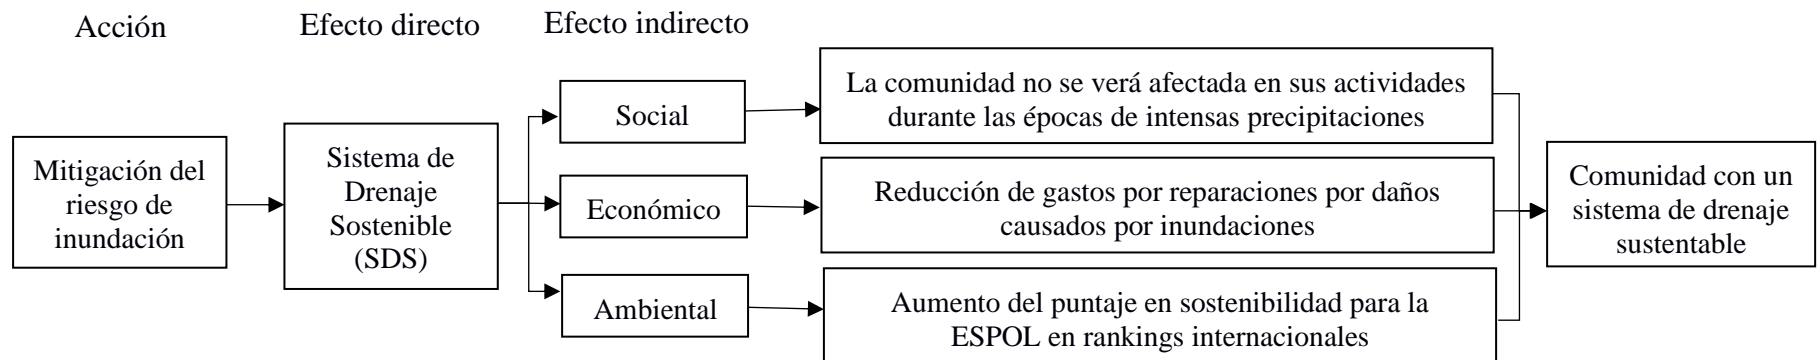 Acción
Efecto directo
Efecto indirecto
Mitigación del
riesgo de
inundación
Sistema de
Drenaje
Sostenible
(SDS)
Social
La comunidad no se verá afectada en sus actividades
durante las épocas de intensas precipitaciones
Económico
Reducción de gastos por reparaciones por daños
causados por inundaciones
Ambiental
Aumento del puntaje en sostenibilidad para la
ESPOL en rankings internacionales
Comunidad con un
sistema de drenaje
sustentable